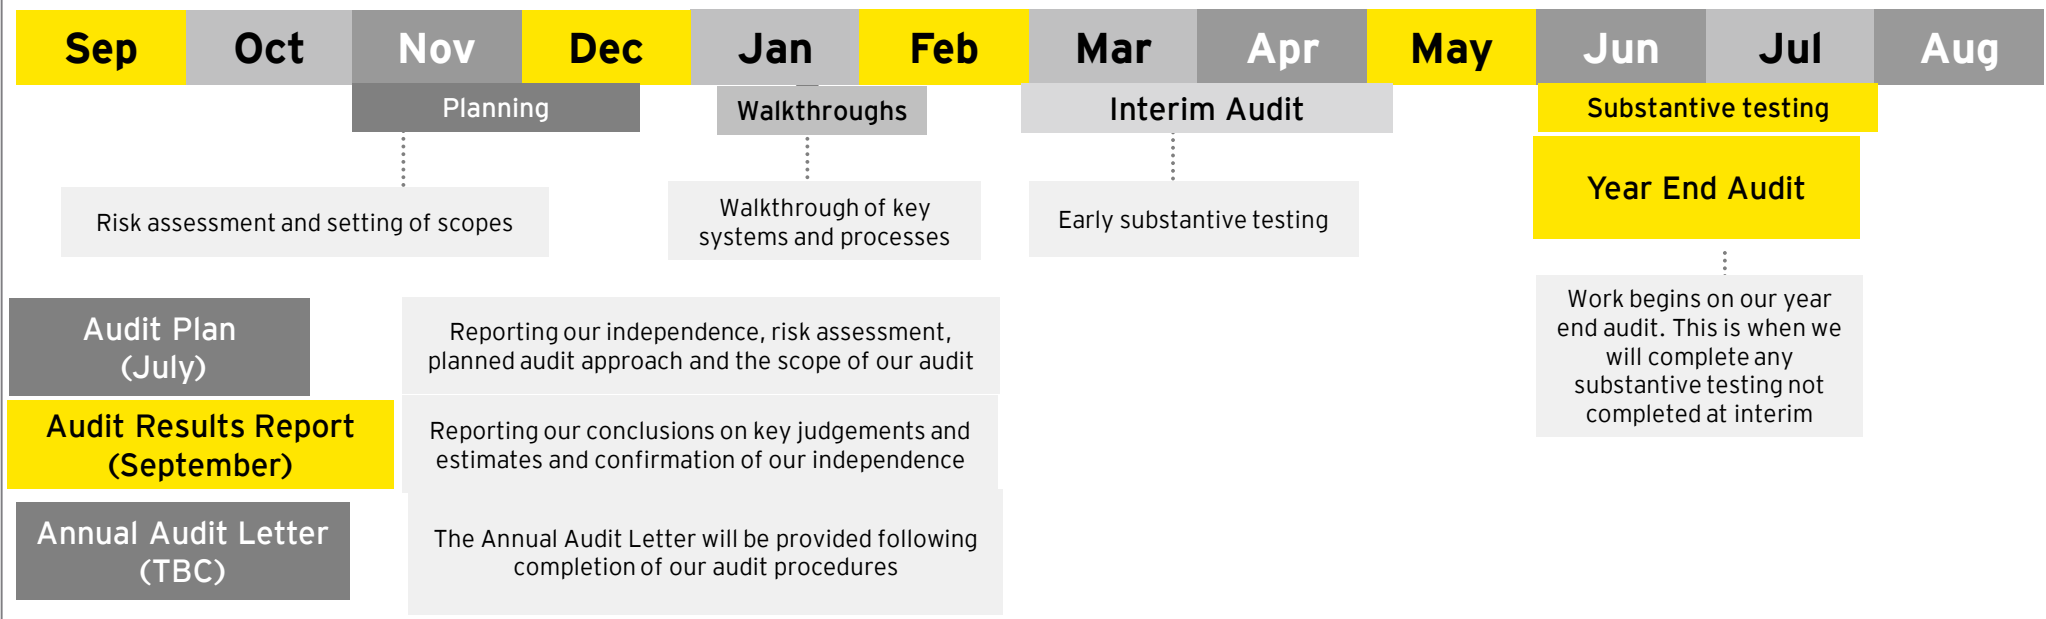 Sep Oct Nov Dec Jan Feb Mar Apr May Jun Jul Aug
Planning
Walkthroughs
Interim Audit
Substantive testing
Year End Audit
Risk assessment and setting of scopes
Walkthrough of key
systems and processes
Early substantive testing
Work begins on our year
end audit. This is when we
will complete any
substantive testing not
completed at interim
Audit Plan
(July)
Reporting our independence, risk assessment,
planned audit approach and the scope of our audit
Audit Results Report
(September)
Reporting our conclusions on key judgements and
estimates and confirmation of our independence
Annual Audit Letter
(TBC)
The Annual Audit Letter will be provided following
completion of our audit procedures